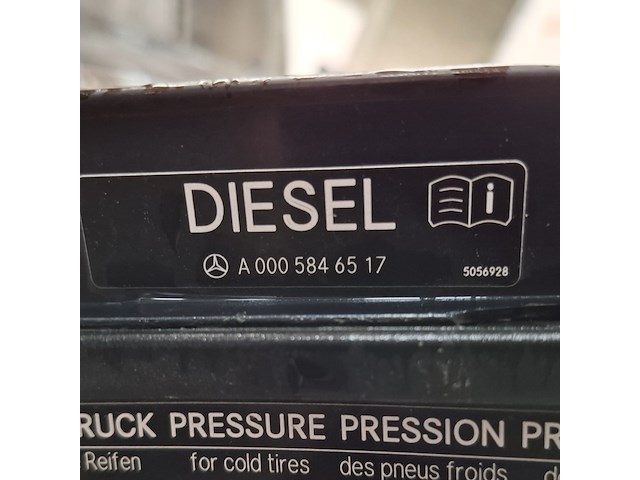 DIESEL i
A 000 584 65 17 5056928
RUCK PRESSURE PRESSION PR
Reifen for cold tires des pneus froids